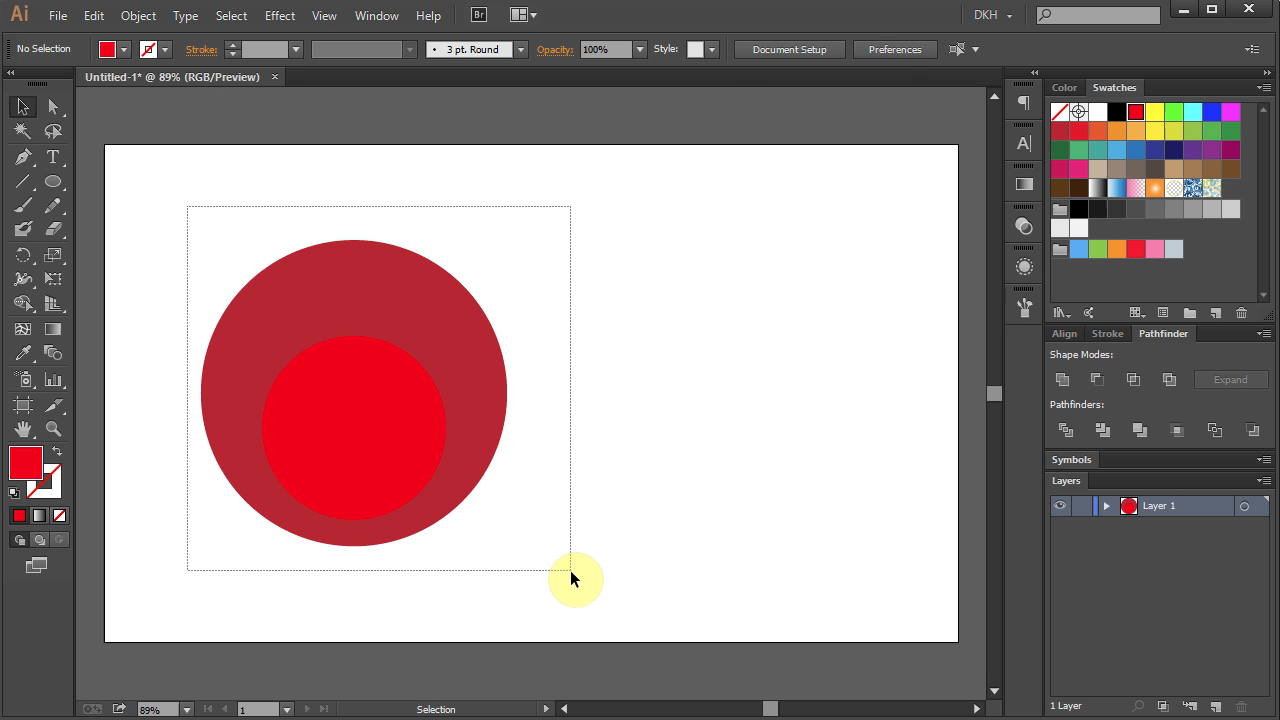 Ai File Edit Object Type Select Effect View Window Help Br DKH
No Selection Stroke: 3 pt. Round Opacity: 100% Style: Document Setup Preferences
Untitled-1* @ 89% (RGB/Preview) ×
Color Swatches
Align Stroke Pathfinder
Shape Modes:
Expand
Pathfinders:
Symbols
Layers
Layer 1
1 Layer
89% 1 Selection